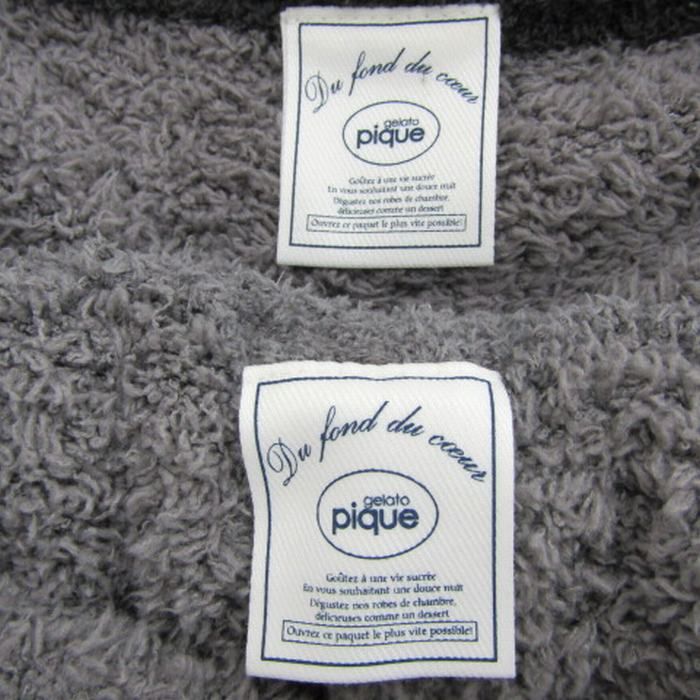 Du fond du cœur
gelato
pique
Goûtez à une vie sucrée
En vous souhaitant une douce nuit
Dégustez nos robes de chambre,
délicieuses comme un dessert
Ouvrez ce paquet le plus vite possible!
Du fond du cœur
gelato
pique
Goûtez à une vie sucrée
En vous souhaitant une douce nuit
Dégustez nos robes de chambre,
délicieuses comme un dessert
Ouvrez ce paquet le plus vite possible!